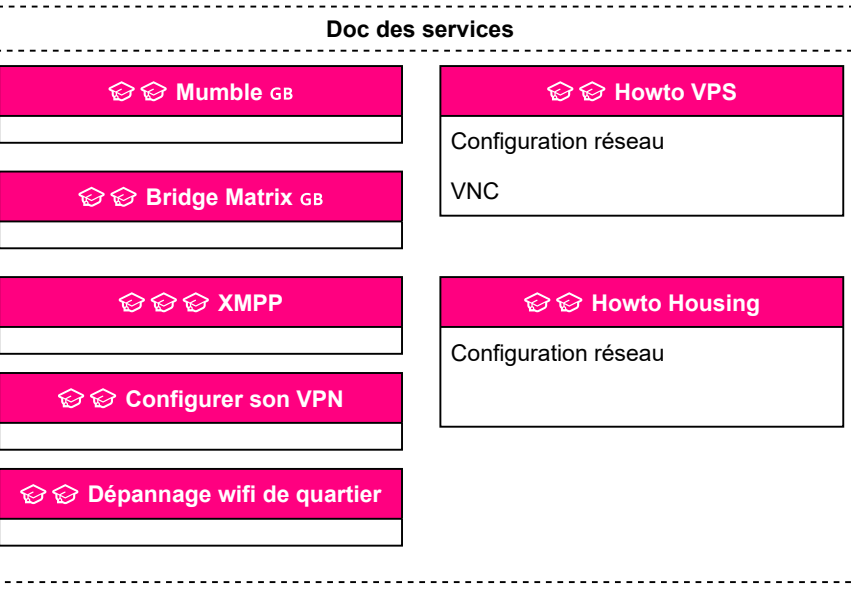 Doc des services
Mumble GB
Bridge Matrix GB
XMPP
Configurer son VPN
Dépannage wifi de quartier
Howto VPS
Configuration réseau
VNC
Howto Housing
Configuration réseau